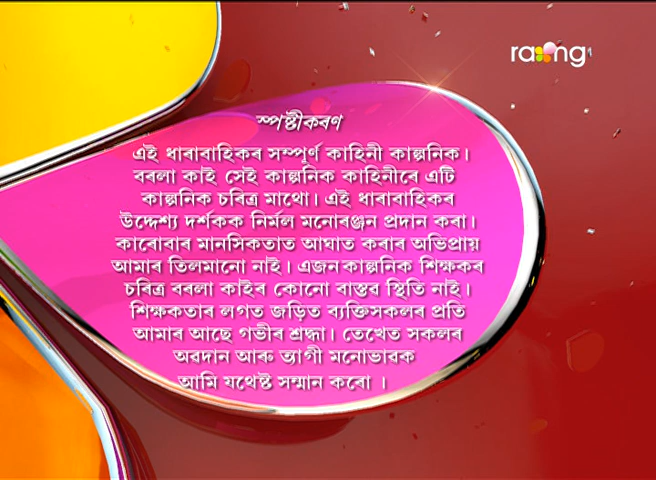 rang
স্পষ্টীকৰণ
এই ধাৰাবাহিকৰ সম্পূৰ্ণ কাহিনী কাল্পনিক।
বৰলা কাই সেই কাল্পনিক কাহিনীৰে এটি
কাল্পনিক চৰিত্ৰ মাথো। এই ধাৰাবাহিকৰ
উদ্দেশ্য দৰ্শকক নিৰ্মল মনোৰঞ্জন প্ৰদান কৰা।
কাৰোবাৰ মানসিকতাত আঘাত কৰাৰ অভিপ্ৰায়
আমাৰ তিলমানো নাই। এজন কাল্পনিক শিক্ষকৰ
চৰিত্ৰ বৰলা কাইৰ কোনো বাস্তৱ স্থিতি নাই।
শিক্ষকতাৰ লগত জড়িত ব্যক্তিসকলৰ প্ৰতি
আমাৰ আছে গভীৰ শ্ৰদ্ধা। তেখেত সকলৰ
অৱদান আৰু ত্যাগী মনোভাবক
আমি যথেষ্ট সন্মান কৰো ।